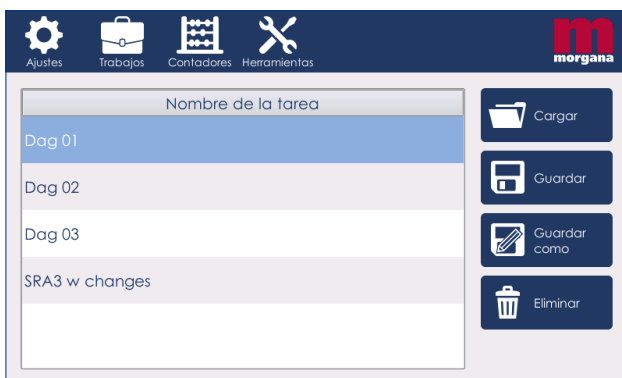 Ajustes
Trabajos
Contadores
Herramientas
morgana
Nombre de la tarea
Dag 01
Dag 02
Dag 03
SRA3 w changes
Cargar
Guardar
Guardar
como
Eliminar